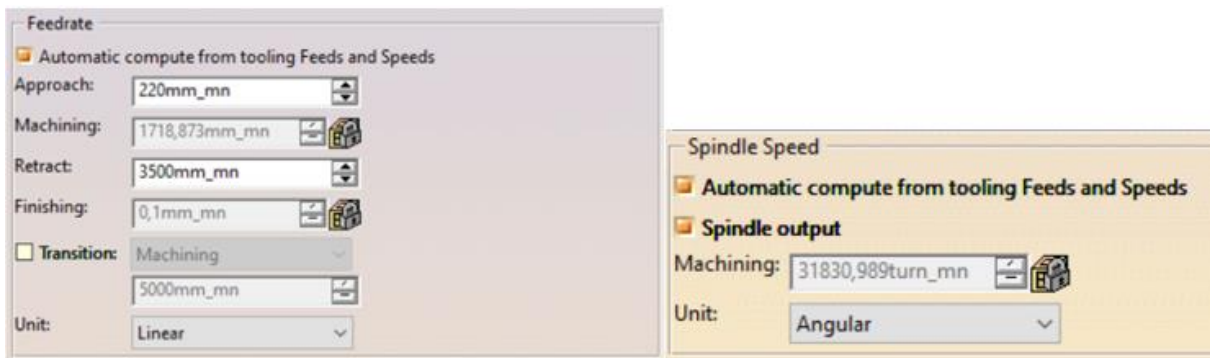 Feedrate
Automatic compute from tooling Feeds and Speeds
Approach: 220mm_mn
Machining: 1718,873mm_mn
Retract: 3500mm_mn
Finishing: 0,1mm_mn
Transition: Machining
5000mm_mn
Unit: Linear
Spindle Speed
Automatic compute from tooling Feeds and Speeds
Spindle output
Machining: 31830,989turn_mn
Unit: Angular